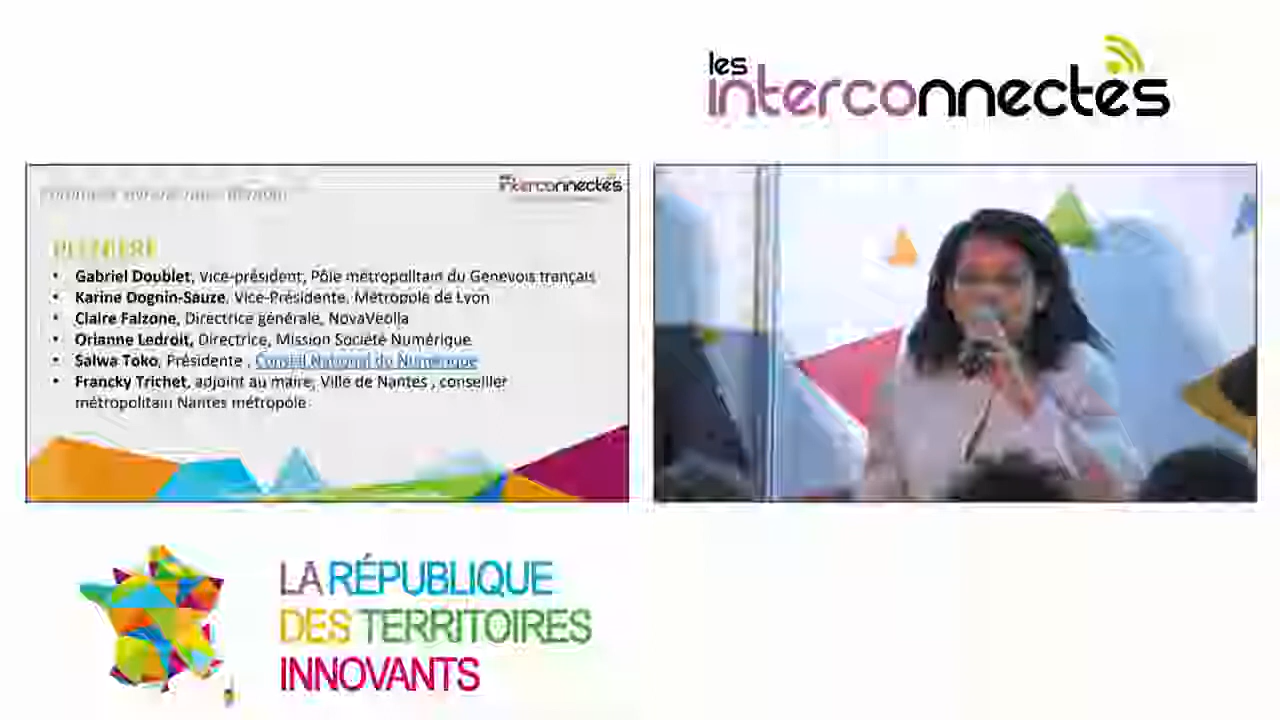 les
interconnectés
interconnectés
PLÉNIÈRE
• Gabriel Doublet, Vice-président, Pôle métropolitain du Genevois français
• Karine Dognin-Sauze, Vice-Présidente, Métropole de Lyon
• Claire Falzone, Directrice générale, NovaVeolia
• Orianne Ledroit, Directrice, Mission Société Numérique
• Salwa Toko, Présidente , Conseil National du Numérique
• Francky Trichet, adjoint au maire, Ville de Nantes , conseiller
métropolitain Nantes métropole
LA RÉPUBLIQUE
DES TERRITOIRES
INNOVANTS